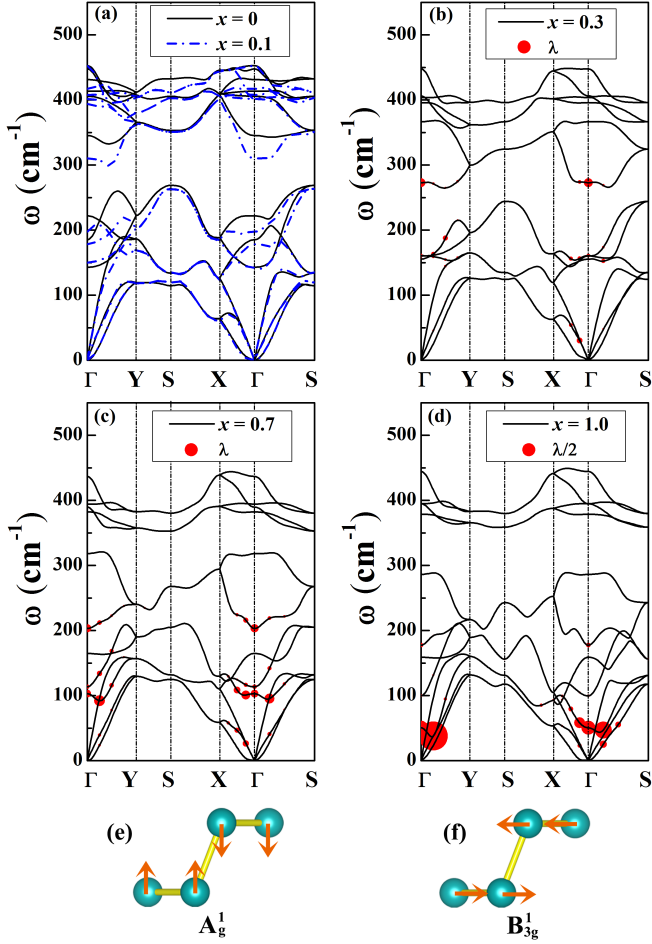 (a)
x = 0
x = 0.1
ω (cm⁻¹)
500
400
300
200
100
0
Γ Y S X Γ S
(b)
x = 0.3
λ
ω (cm⁻¹)
500
400
300
200
100
0
Γ Y S X Γ S
(c)
x = 0.7
λ
ω (cm⁻¹)
500
400
300
200
100
0
Γ Y S X Γ S
(d)
x = 1.0
λ/2
ω (cm⁻¹)
500
400
300
200
100
0
Γ Y S X Γ S
(e)
A¹g
(f)
B¹3g